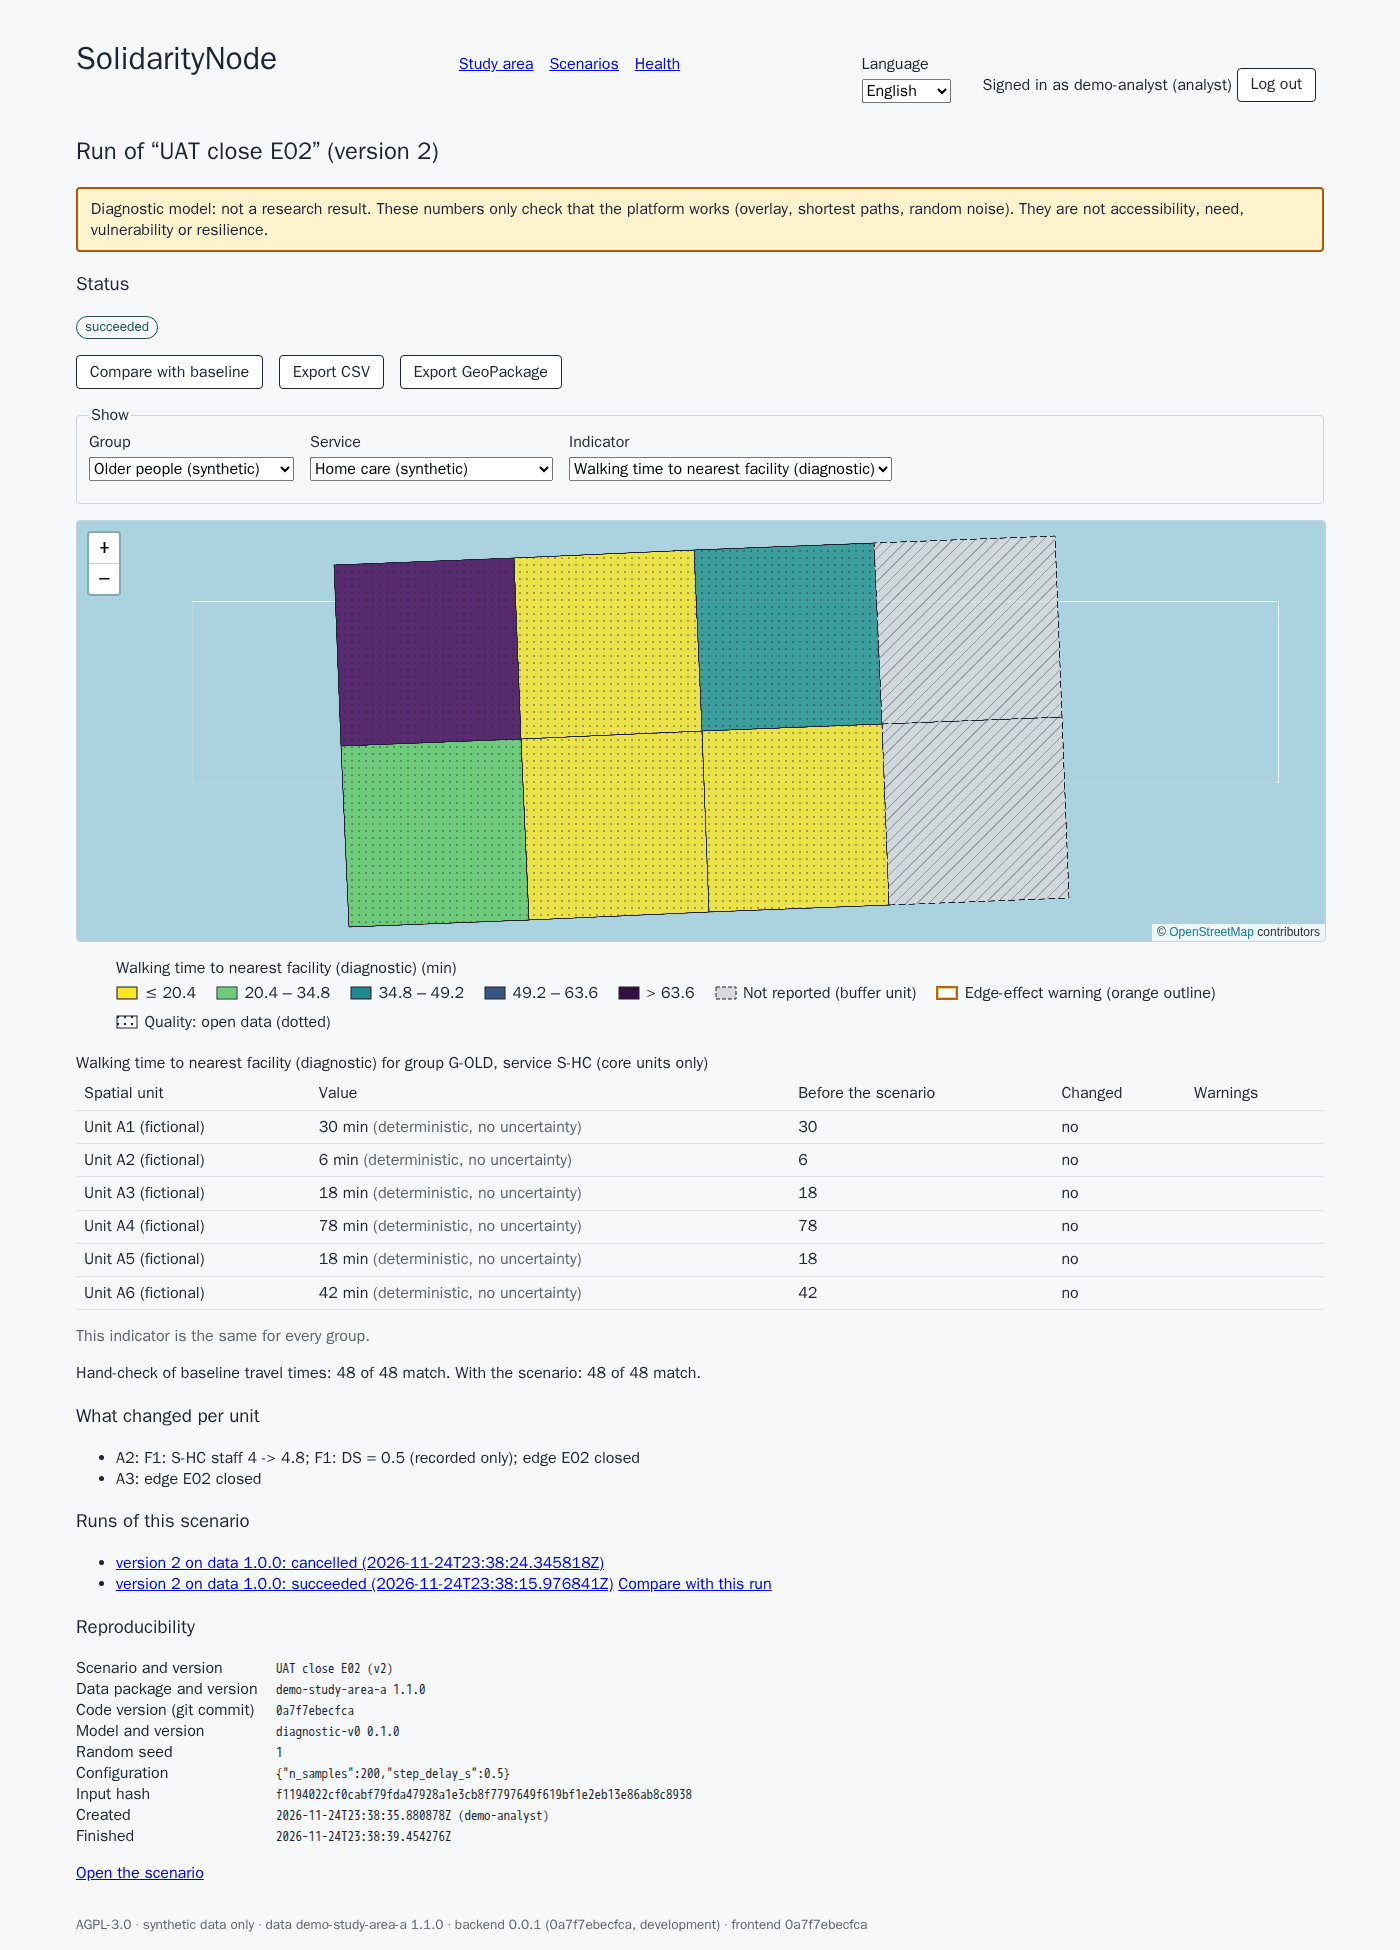 SolidarityNode
Study area Scenarios Health
Language
English
Signed in as demo-analyst (analyst) Log out
Run of “UAT close E02” (version 2)
Diagnostic model: not a research result. These numbers only check that the platform works (overlay, shortest paths, random noise). They are not accessibility, need,
vulnerability or resilience.
Status
succeeded
Compare with baseline Export CSV Export GeoPackage
Show
Group Service Indicator
Older people (synthetic) Home care (synthetic) Walking time to nearest facility (diagnostic)
+
−
© OpenStreetMap contributors
Walking time to nearest facility (diagnostic) (min)
≤ 20.4 20.4 – 34.8 34.8 – 49.2 49.2 – 63.6 > 63.6 Not reported (buffer unit) Edge-effect warning (orange outline)
Quality: open data (dotted)
Walking time to nearest facility (diagnostic) for group G-OLD, service S-HC (core units only)
Spatial unit Value Before the scenario Changed Warnings
Unit A1 (fictional) 30 min (deterministic, no uncertainty) 30 no
Unit A2 (fictional) 6 min (deterministic, no uncertainty) 6 no
Unit A3 (fictional) 18 min (deterministic, no uncertainty) 18 no
Unit A4 (fictional) 78 min (deterministic, no uncertainty) 78 no
Unit A5 (fictional) 18 min (deterministic, no uncertainty) 18 no
Unit A6 (fictional) 42 min (deterministic, no uncertainty) 42 no
This indicator is the same for every group.
Hand-check of baseline travel times: 48 of 48 match. With the scenario: 48 of 48 match.
What changed per unit
• A2: F1: S-HC staff 4 -> 4.8; F1: DS = 0.5 (recorded only); edge E02 closed
• A3: edge E02 closed
Runs of this scenario
• version 2 on data 1.0.0: cancelled (2026-11-24T23:38:24.345818Z)
• version 2 on data 1.0.0: succeeded (2026-11-24T23:38:15.976841Z) Compare with this run
Reproducibility
Scenario and version UAT close E02 (v2)
Data package and version demo-study-area-a 1.1.0
Code version (git commit) 0a7f7ebecfca
Model and version diagnostic-v0 0.1.0
Random seed 1
Configuration {"n_samples":200,"step_delay_s":0.5}
Input hash f1194022cf0cabf79fda47928a1e3cb8f7797649f619bf1e2eb13e86ab8c8938
Created 2026-11-24T23:38:35.880878Z (demo-analyst)
Finished 2026-11-24T23:38:39.454276Z
Open the scenario
AGPL-3.0 · synthetic data only · data demo-study-area-a 1.1.0 · backend 0.0.1 (0a7f7ebecfca, development) · frontend 0a7f7ebecfca